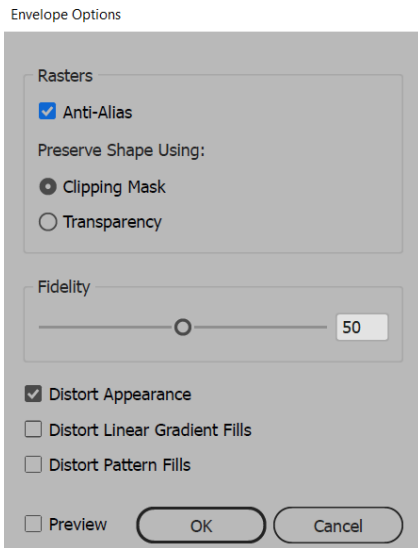 Envelope Options
Rasters
Anti-Alias
Preserve Shape Using:
Clipping Mask
Transparency
Fidelity
50
Distort Appearance
Distort Linear Gradient Fills
Distort Pattern Fills
Preview OK Cancel